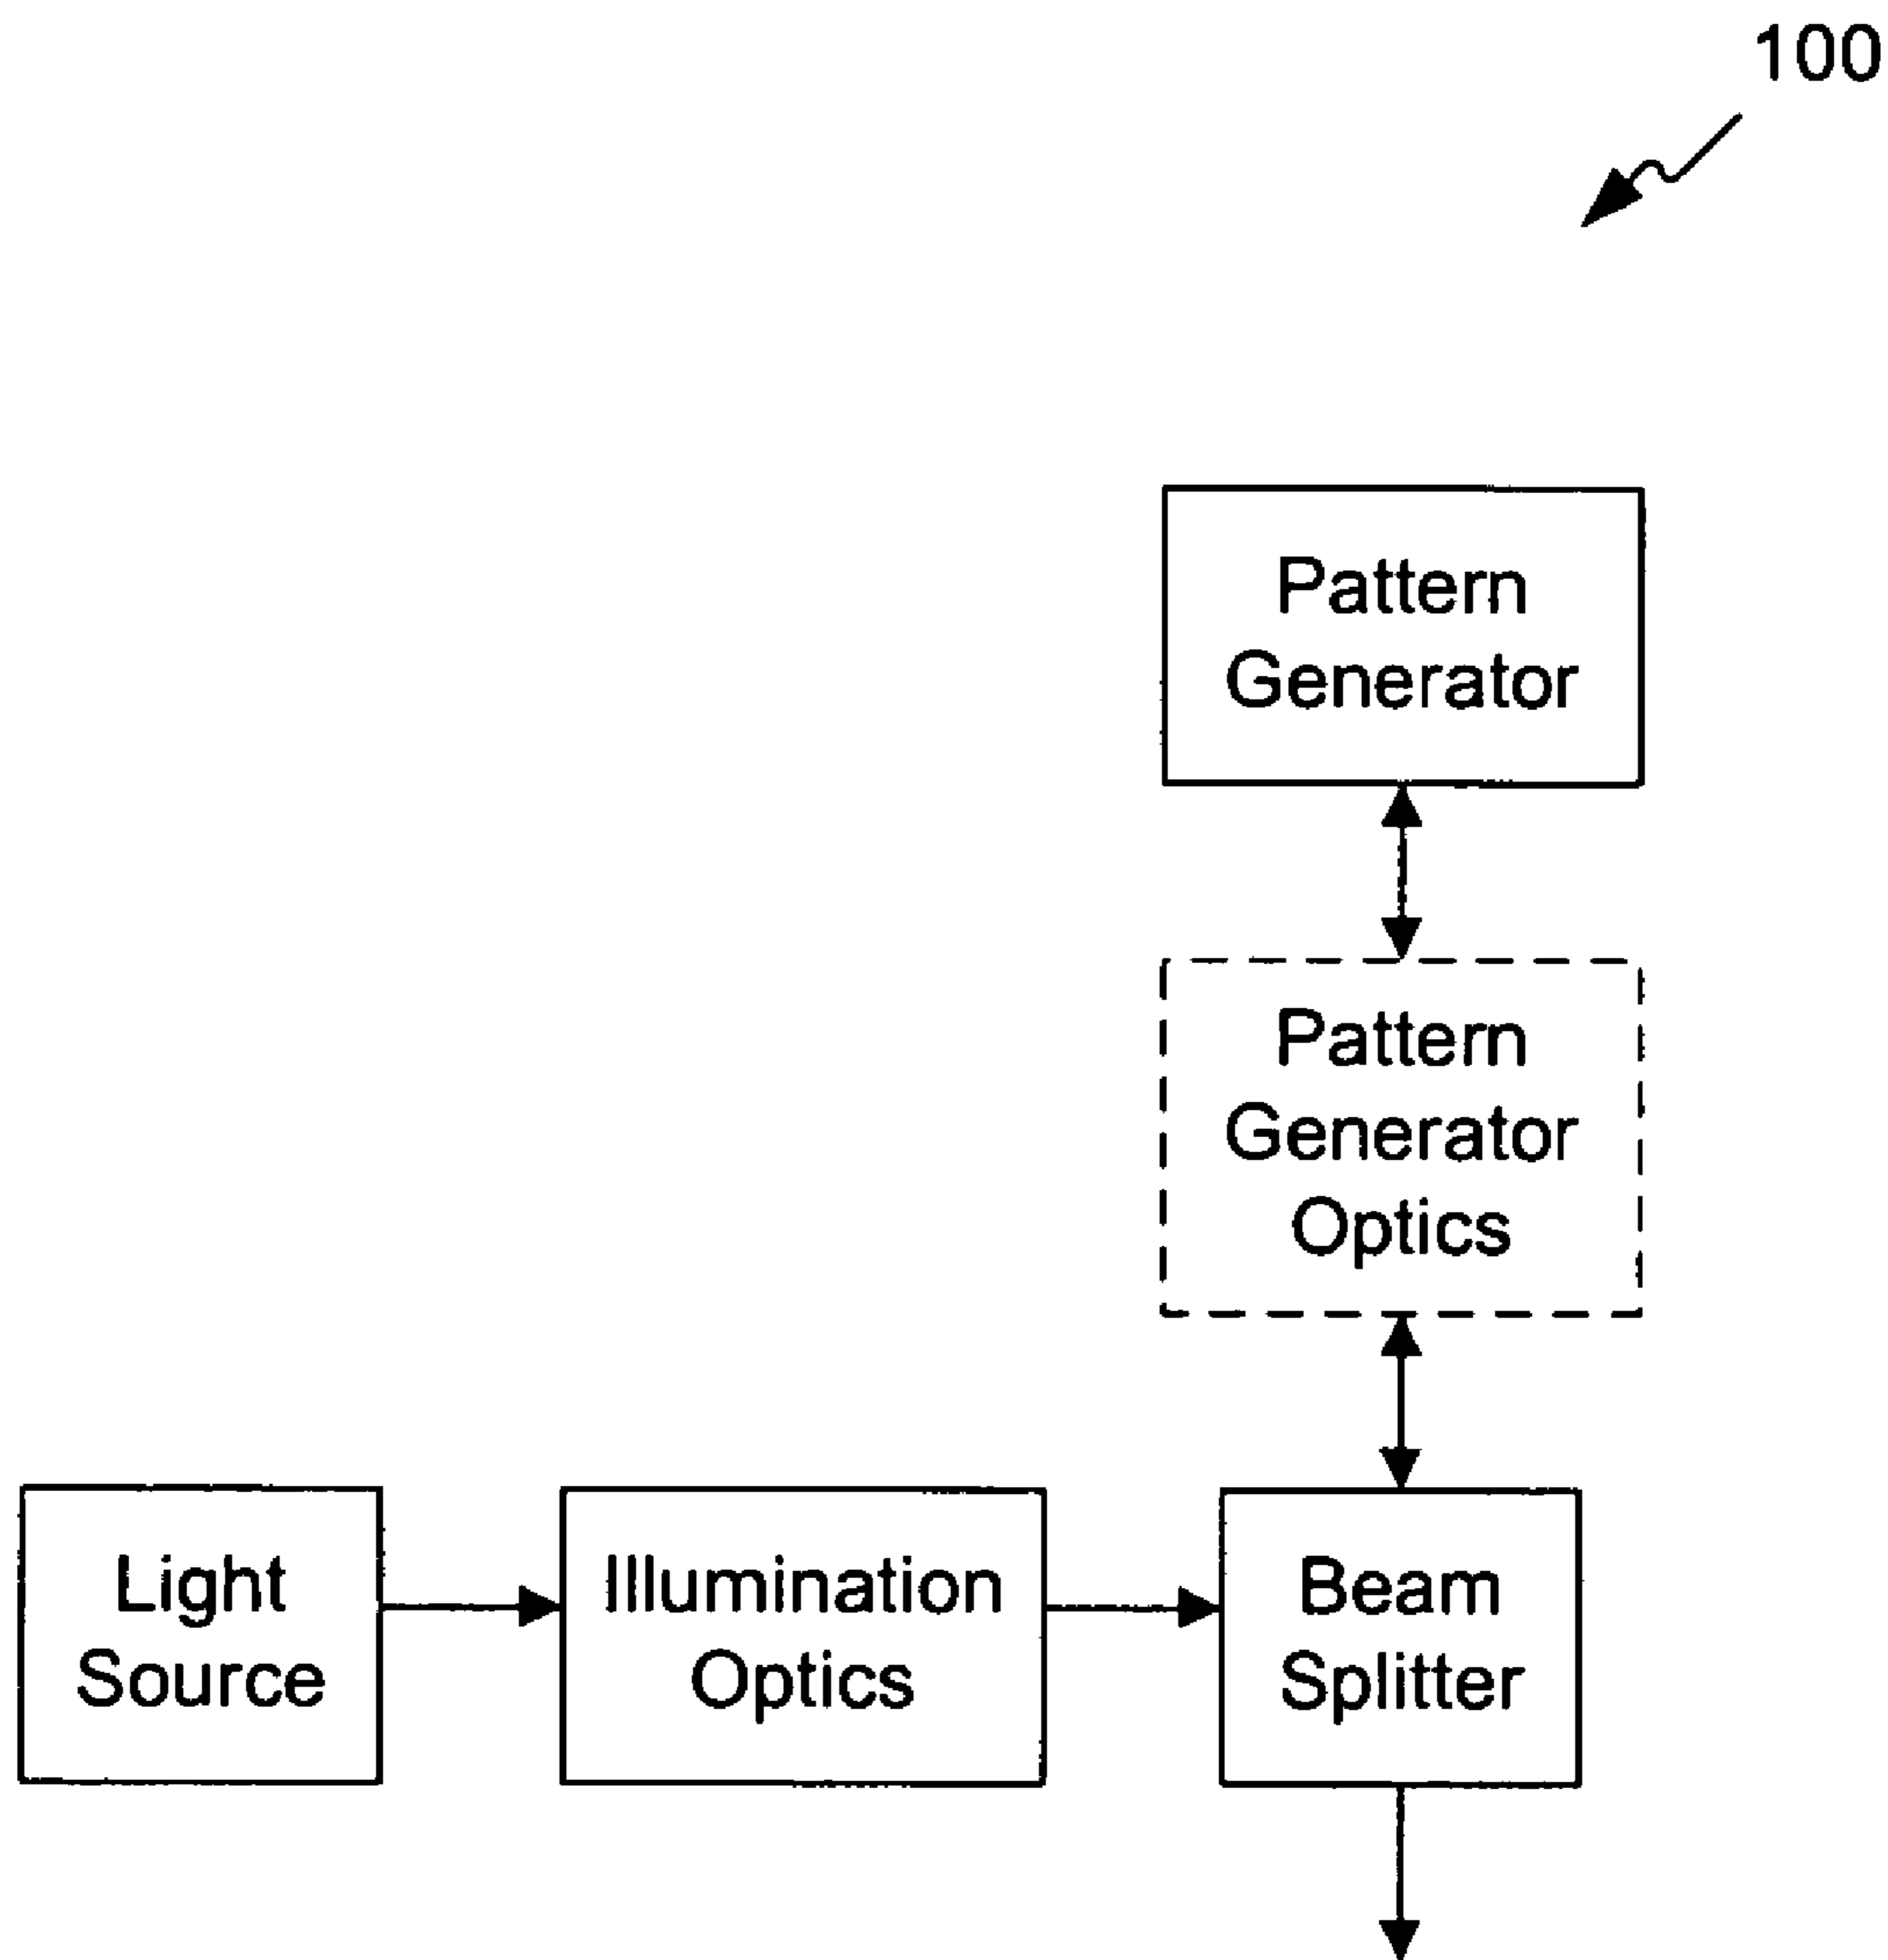 100
Pattern
Generator
Pattern
Generator
Optics
Light
Source
Illumination
Optics
Beam
Splitter